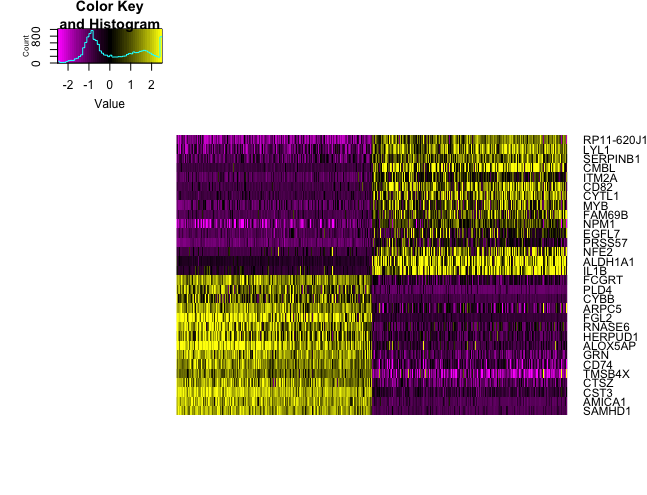 Color Key
and Histogram
Count
0
800
-2 -1 0 1 2
Value
RP11-620J1
LYL1
SERPINB1
CMBL
ITM2A
CD82
CYTL1
MYB
FAM69B
NPM1
EGFL7
PRSS57
NFE2
ALDH1A1
IL1B
FCGRT
PLD4
CYBB
ARPC5
FGL2
RNASE6
HERPUD1
ALOX5AP
GRN
CD74
TMSB4X
CTSZ
CST3
AMICA1
SAMHD1